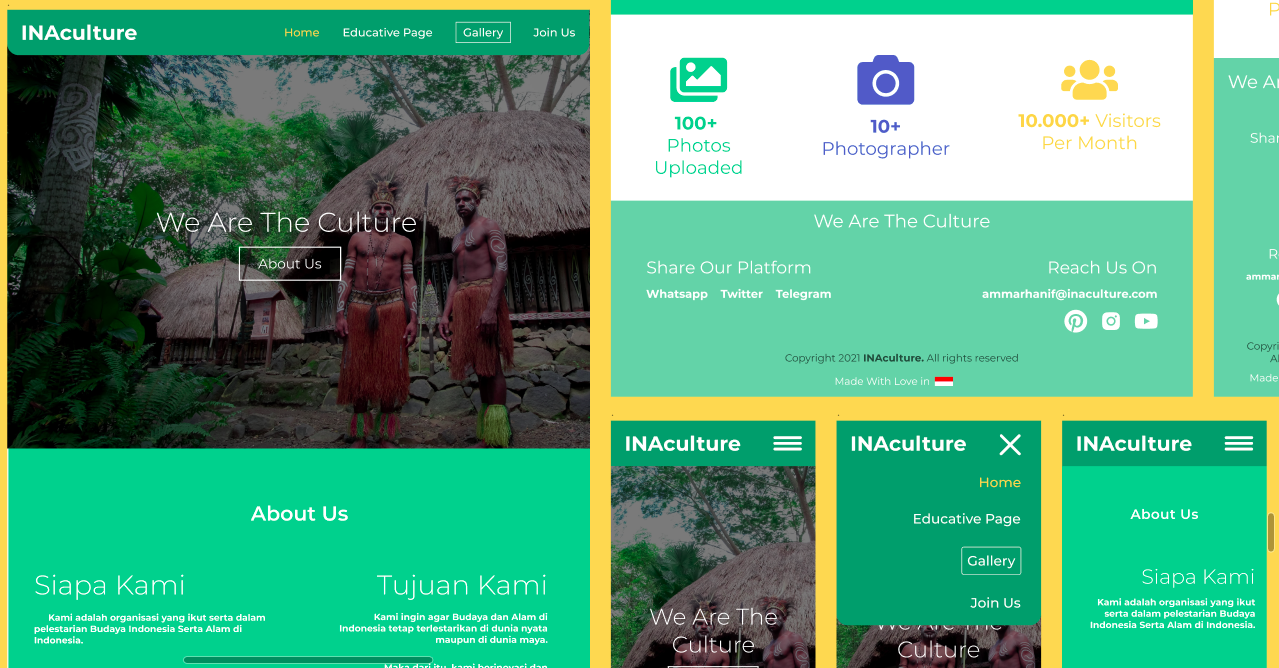 INAculture
Home Educative Page Gallery Join Us
We Are The Culture
About Us
About Us
Siapa Kami
Kami adalah organisasi yang ikut serta dalam
pelestarian Budaya Indonesia Serta Alam di
Indonesia.
Tujuan Kami
Kami ingin agar Budaya dan Alam di
Indonesia tetap terlestarikan di dunia nyata
maupun di dunia maya.
Maka dari itu, kami berinovasi dan
100+
Photos
Uploaded
10+
Photographer
10.000+ Visitors
Per Month
We Are The Culture
Share Our Platform
Whatsapp Twitter Telegram
Reach Us On
ammarhanif@inaculture.com
Copyright 2021 INAculture. All rights reserved
Made With Love in
P
We Ar
Shar
R
ammar
Copyri
Al
Made
INAculture
We Are The
Culture
INAculture
Home
Educative Page
Gallery
Join Us
We Are The
Culture
INAculture
About Us
Siapa Kami
Kami adalah organisasi yang ikut
serta dalam pelestarian Budaya
Indonesia Serta Alam di Indonesia.